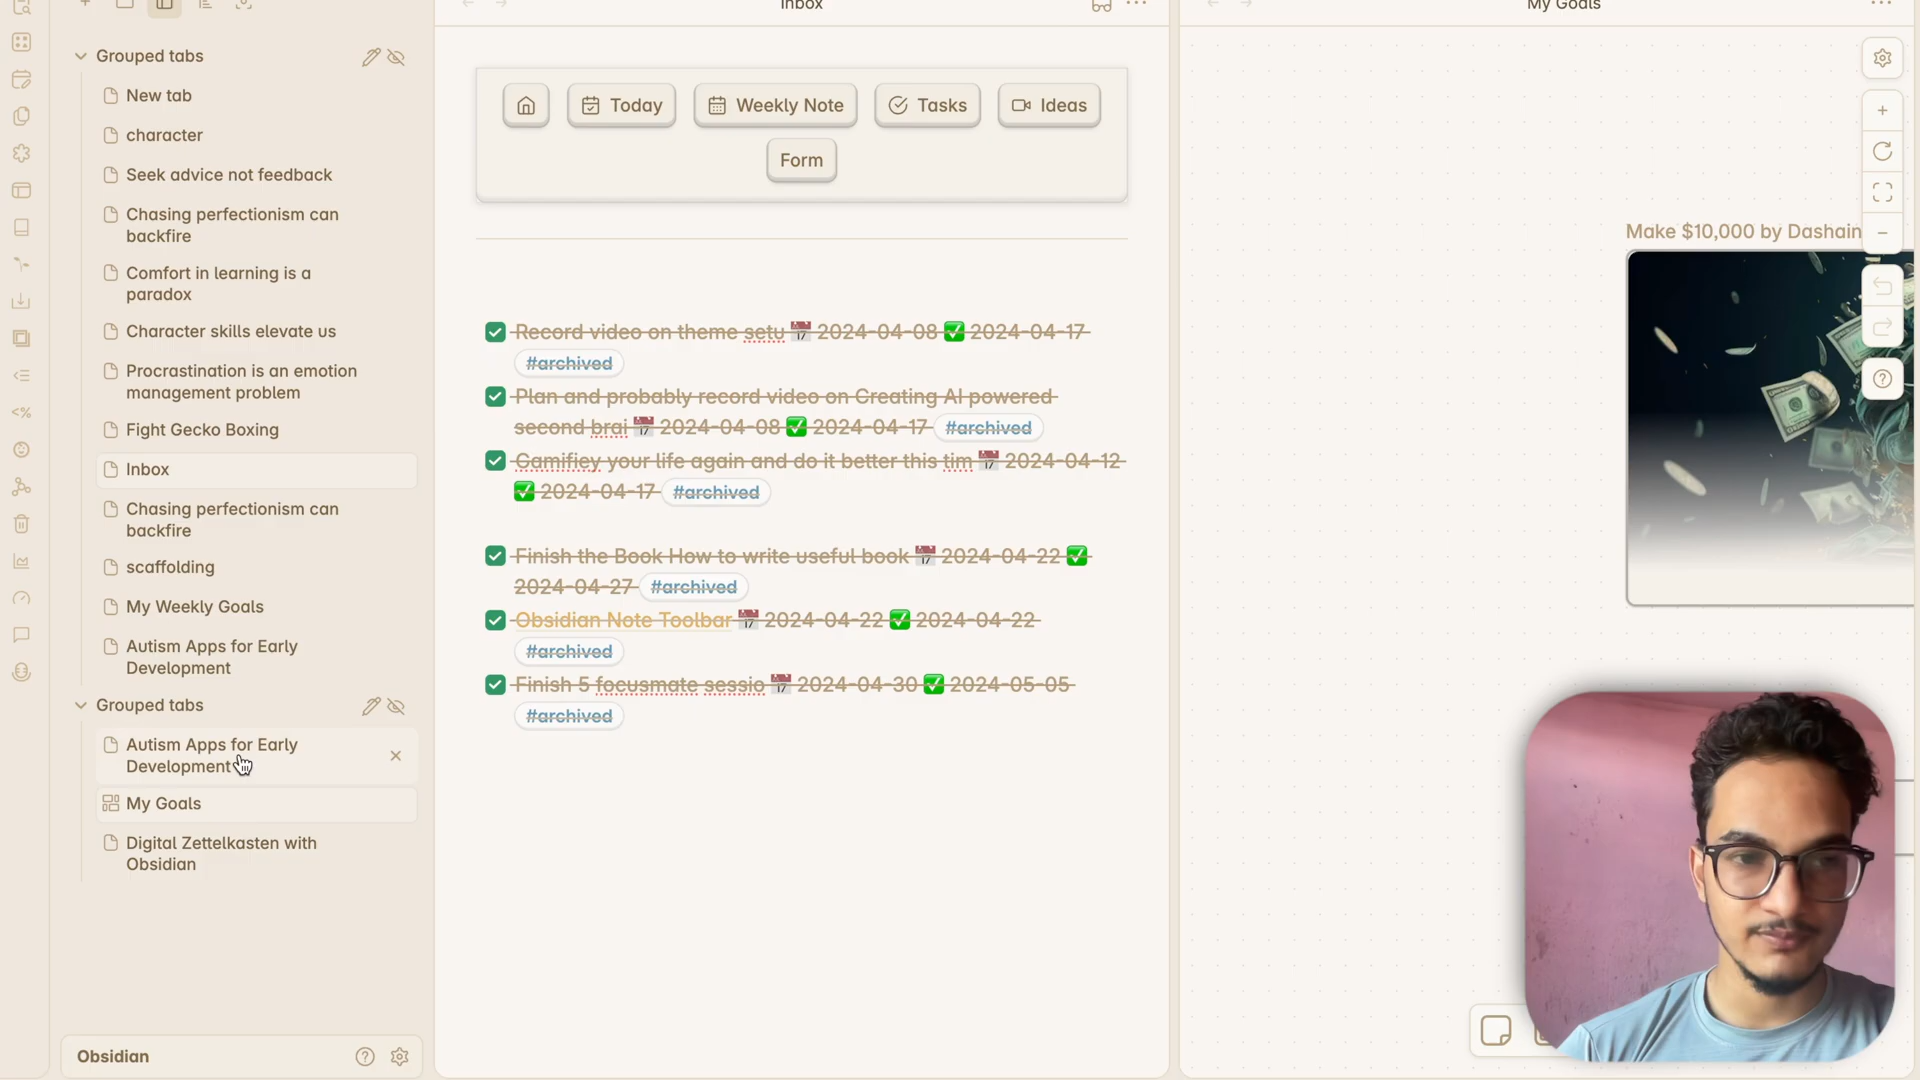 Inbox
My Goals
Grouped tabs
New tab
character
Seek advice not feedback
Chasing perfectionism can
backfire
Comfort in learning is a
paradox
Character skills elevate us
Procrastination is an emotion
management problem
Fight Gecko Boxing
Inbox
Chasing perfectionism can
backfire
scaffolding
My Weekly Goals
Autism Apps for Early
Development
Grouped tabs
Autism Apps for Early
Development
My Goals
Digital Zettelkasten with
Obsidian
Obsidian
Today
Weekly Note
Tasks
Ideas
Form
Record video on theme setu 📅 2024-04-08 ✅ 2024-04-17
#archived
Plan and probably record video on Creating AI powered
second brai 📅 2024-04-08 ✅ 2024-04-17 #archived
Gamifiey your life again and do it better this tim 📅 2024-04-12
✅ 2024-04-17 #archived
Finish the Book How to write useful book 📅 2024-04-22 ✅
2024-04-27 #archived
Obsidian Note Toolbar 📅 2024-04-22 ✅ 2024-04-22
#archived
Finish 5 focusmate sessio 📅 2024-04-30 ✅ 2024-05-05
#archived
Make $10,000 by Dashain